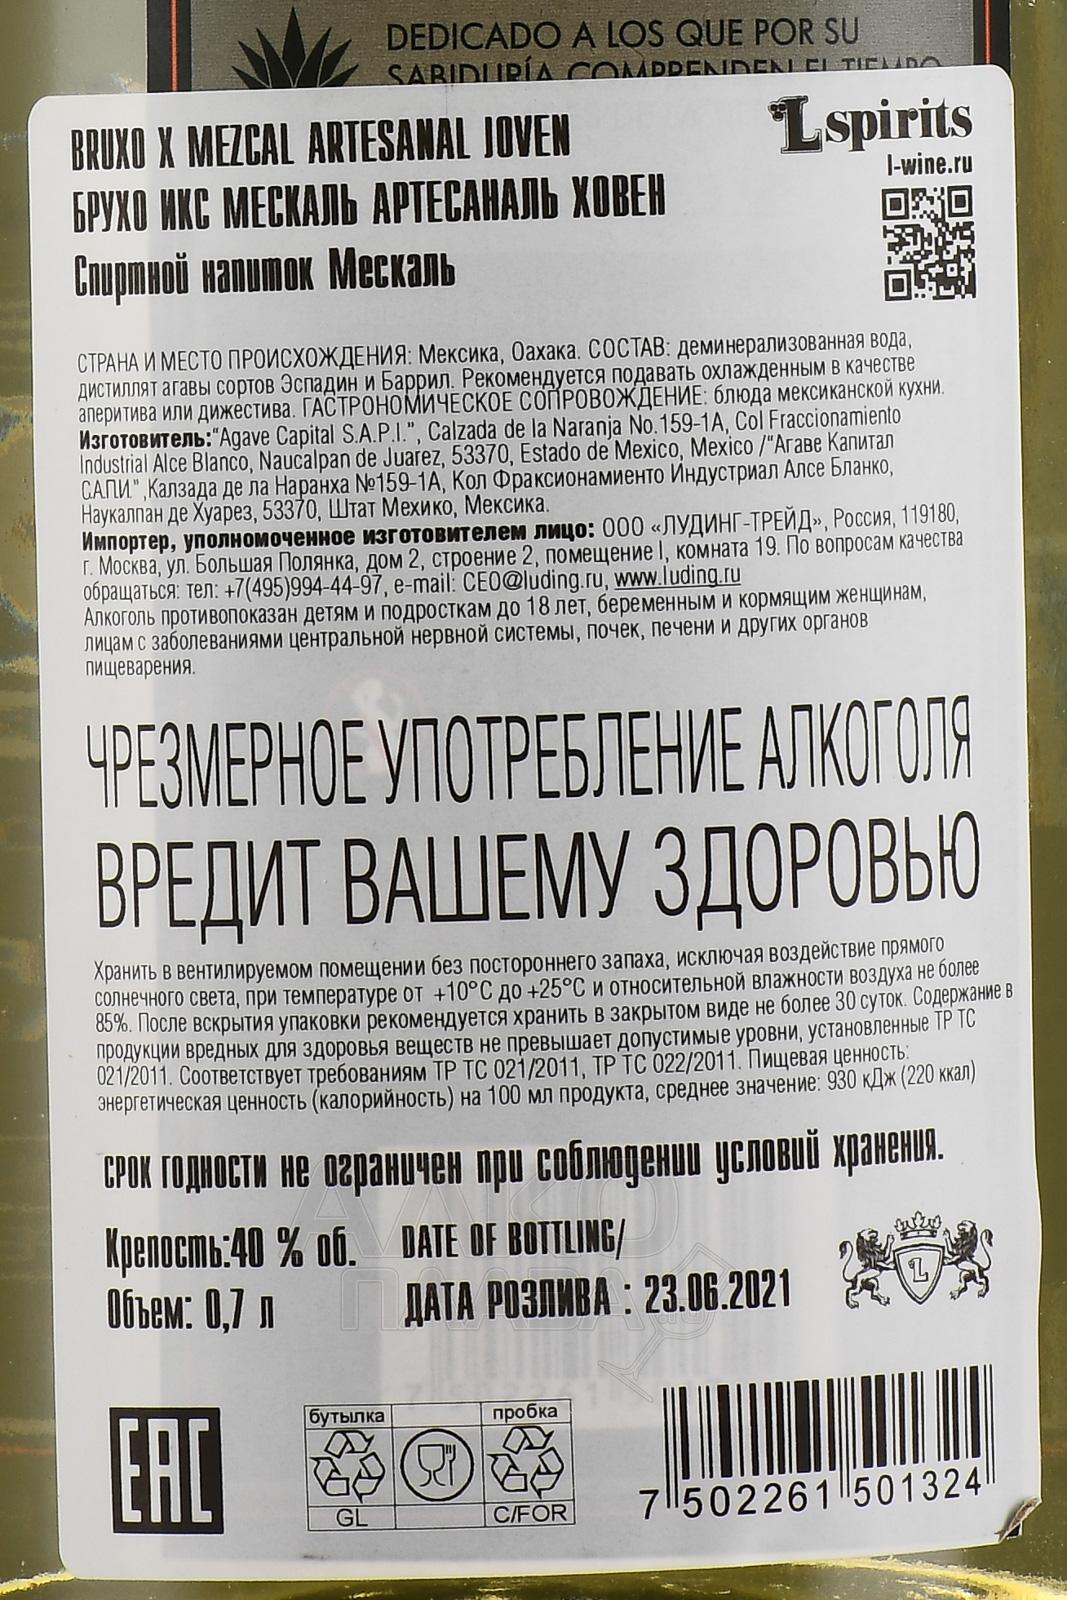 DEDICADO A LOS QUE POR SU
SABIDURÍA COMPRENDEN EL TIEMPO
L spirits
l-wine.ru
BRUXO X MEZCAL ARTESANAL JOVEN
БРУХО ИКС МЕСКАЛЬ АРТЕСАНАЛЬ ХОВЕН
Спиртной напиток Мескаль
СТРАНА И МЕСТО ПРОИСХОЖДЕНИЯ: Мексика, Оахака. СОСТАВ: деминерализованная вода,
дистиллят агавы сортов Эспадин и Баррил. Рекомендуется подавать охлажденным в качестве
аперитива или дижестива. ГАСТРОНОМИЧЕСКОЕ СОПРОВОЖДЕНИЕ: блюда мексиканской кухни.
Изготовитель:"Agave Capital S.A.P.I.", Calzada de la Naranja No.159-1A, Col Fraccionamiento
Industrial Alce Blanco, Naucalpan de Juarez, 53370, Estado de Mexico, Mexico /"Агаве Капитал
С.А.П.И." ,Калзада де ла Наранха №159-1А, Кол Фраксионамиенто Индустриал Алсе Бланко,
Наукалпан де Хуарез, 53370, Штат Мехико, Мексика.
Импортер, уполномоченное изготовителем лицо: ООО «ЛУДИНГ-ТРЕЙД», Россия, 119180,
г. Москва, ул. Большая Полянка, дом 2, строение 2, помещение I, комната 19. По вопросам качества
обращаться: тел: +7(495)994-44-97, e-mail: CEO@luding.ru, www.luding.ru
Алкоголь противопоказан детям и подросткам до 18 лет, беременным и кормящим женщинам,
лицам с заболеваниями центральной нервной системы, почек, печени и других органов
пищеварения.
ЧРЕЗМЕРНОЕ УПОТРЕБЛЕНИЕ АЛКОГОЛЯ
ВРЕДИТ ВАШЕМУ ЗДОРОВЬЮ
Хранить в вентилируемом помещении без постороннего запаха, исключая воздействие прямого
солнечного света, при температуре от +10°С до +25°С и относительной влажности воздуха не более
85%. После вскрытия упаковки рекомендуется хранить в закрытом виде не более 30 суток. Содержание в
продукции вредных для здоровья веществ не превышает допустимые уровни, установленные ТР ТС
021/2011. Соответствует требованиям ТР ТС 021/2011, ТР ТС 022/2011. Пищевая ценность:
энергетическая ценность (калорийность) на 100 мл продукта, среднее значение: 930 кДж (220 ккал)
СРОК ГОДНОСТИ не ограничен при соблюдении условий хранения.
Крепость:40 % об.
Объем: 0,7 л
DATE OF BOTTLING/
ДАТА РОЗЛИВА : 23.06.2021
L
АЛКО
ПЛАЗА.ru
EAC
бутылка
пробка
GL
C/FOR
7 502261 501324